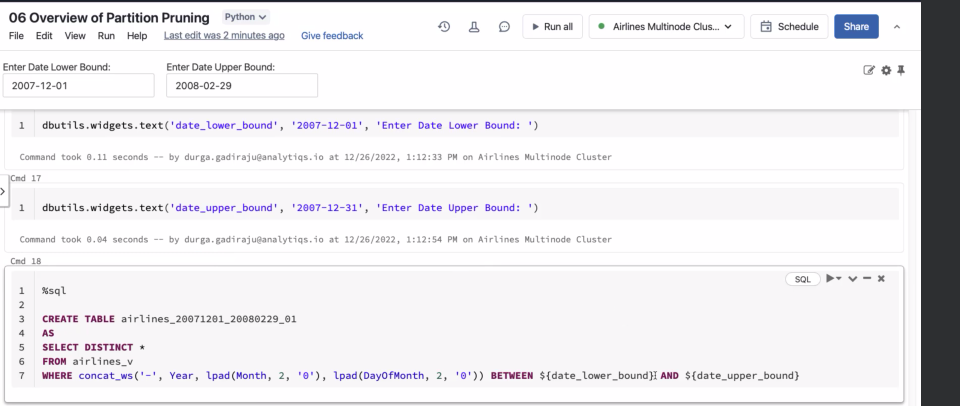 06 Overview of Partition Pruning Python
File Edit View Run Help Last edit was 2 minutes ago Give feedback
Run all Airlines Multinode Clus... Schedule Share
Enter Date Lower Bound: Enter Date Upper Bound:
2007-12-01 2008-02-29
1 dbutils.widgets.text('date_lower_bound', '2007-12-01', 'Enter Date Lower Bound: ')
Command took 0.11 seconds -- by durga.gadiraju@analytiqs.io at 12/26/2022, 1:12:33 PM on Airlines Multinode Cluster
Cmd 17
1 dbutils.widgets.text('date_upper_bound', '2007-12-31', 'Enter Date Upper Bound: ')
Command took 0.04 seconds -- by durga.gadiraju@analytiqs.io at 12/26/2022, 1:12:54 PM on Airlines Multinode Cluster
Cmd 18
SQL
1 %sql
2
3 CREATE TABLE airlines_20071201_20080229_01
4 AS
5 SELECT DISTINCT *
6 FROM airlines_v
7 WHERE concat_ws('-', Year, lpad(Month, 2, '0'), lpad(DayOfMonth, 2, '0')) BETWEEN ${date_lower_bound} AND ${date_upper_bound}